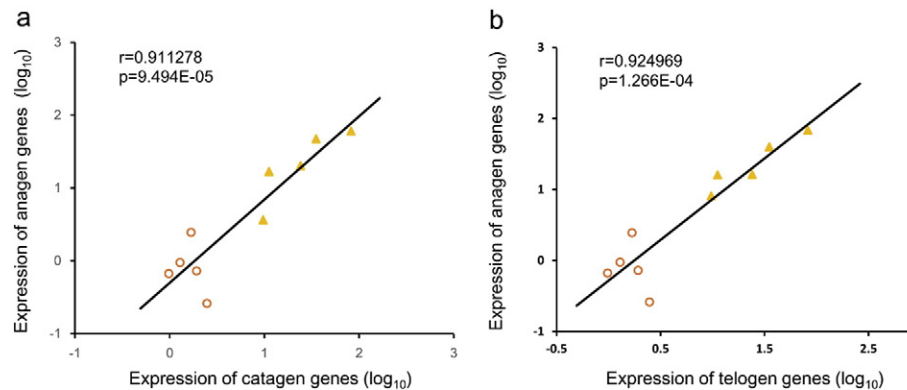 a
r=0.911278
p=9.494E-05
Expression of anagen genes (log10)
3
2
1
0
-1
-1
0
1
2
3
Expression of catagen genes (log10)
b
r=0.924969
p=1.266E-04
Expression of anagen genes (log10)
3
2
1
0
-1
-0.5
0.5
1.5
2.5
Expression of telogen genes (log10)